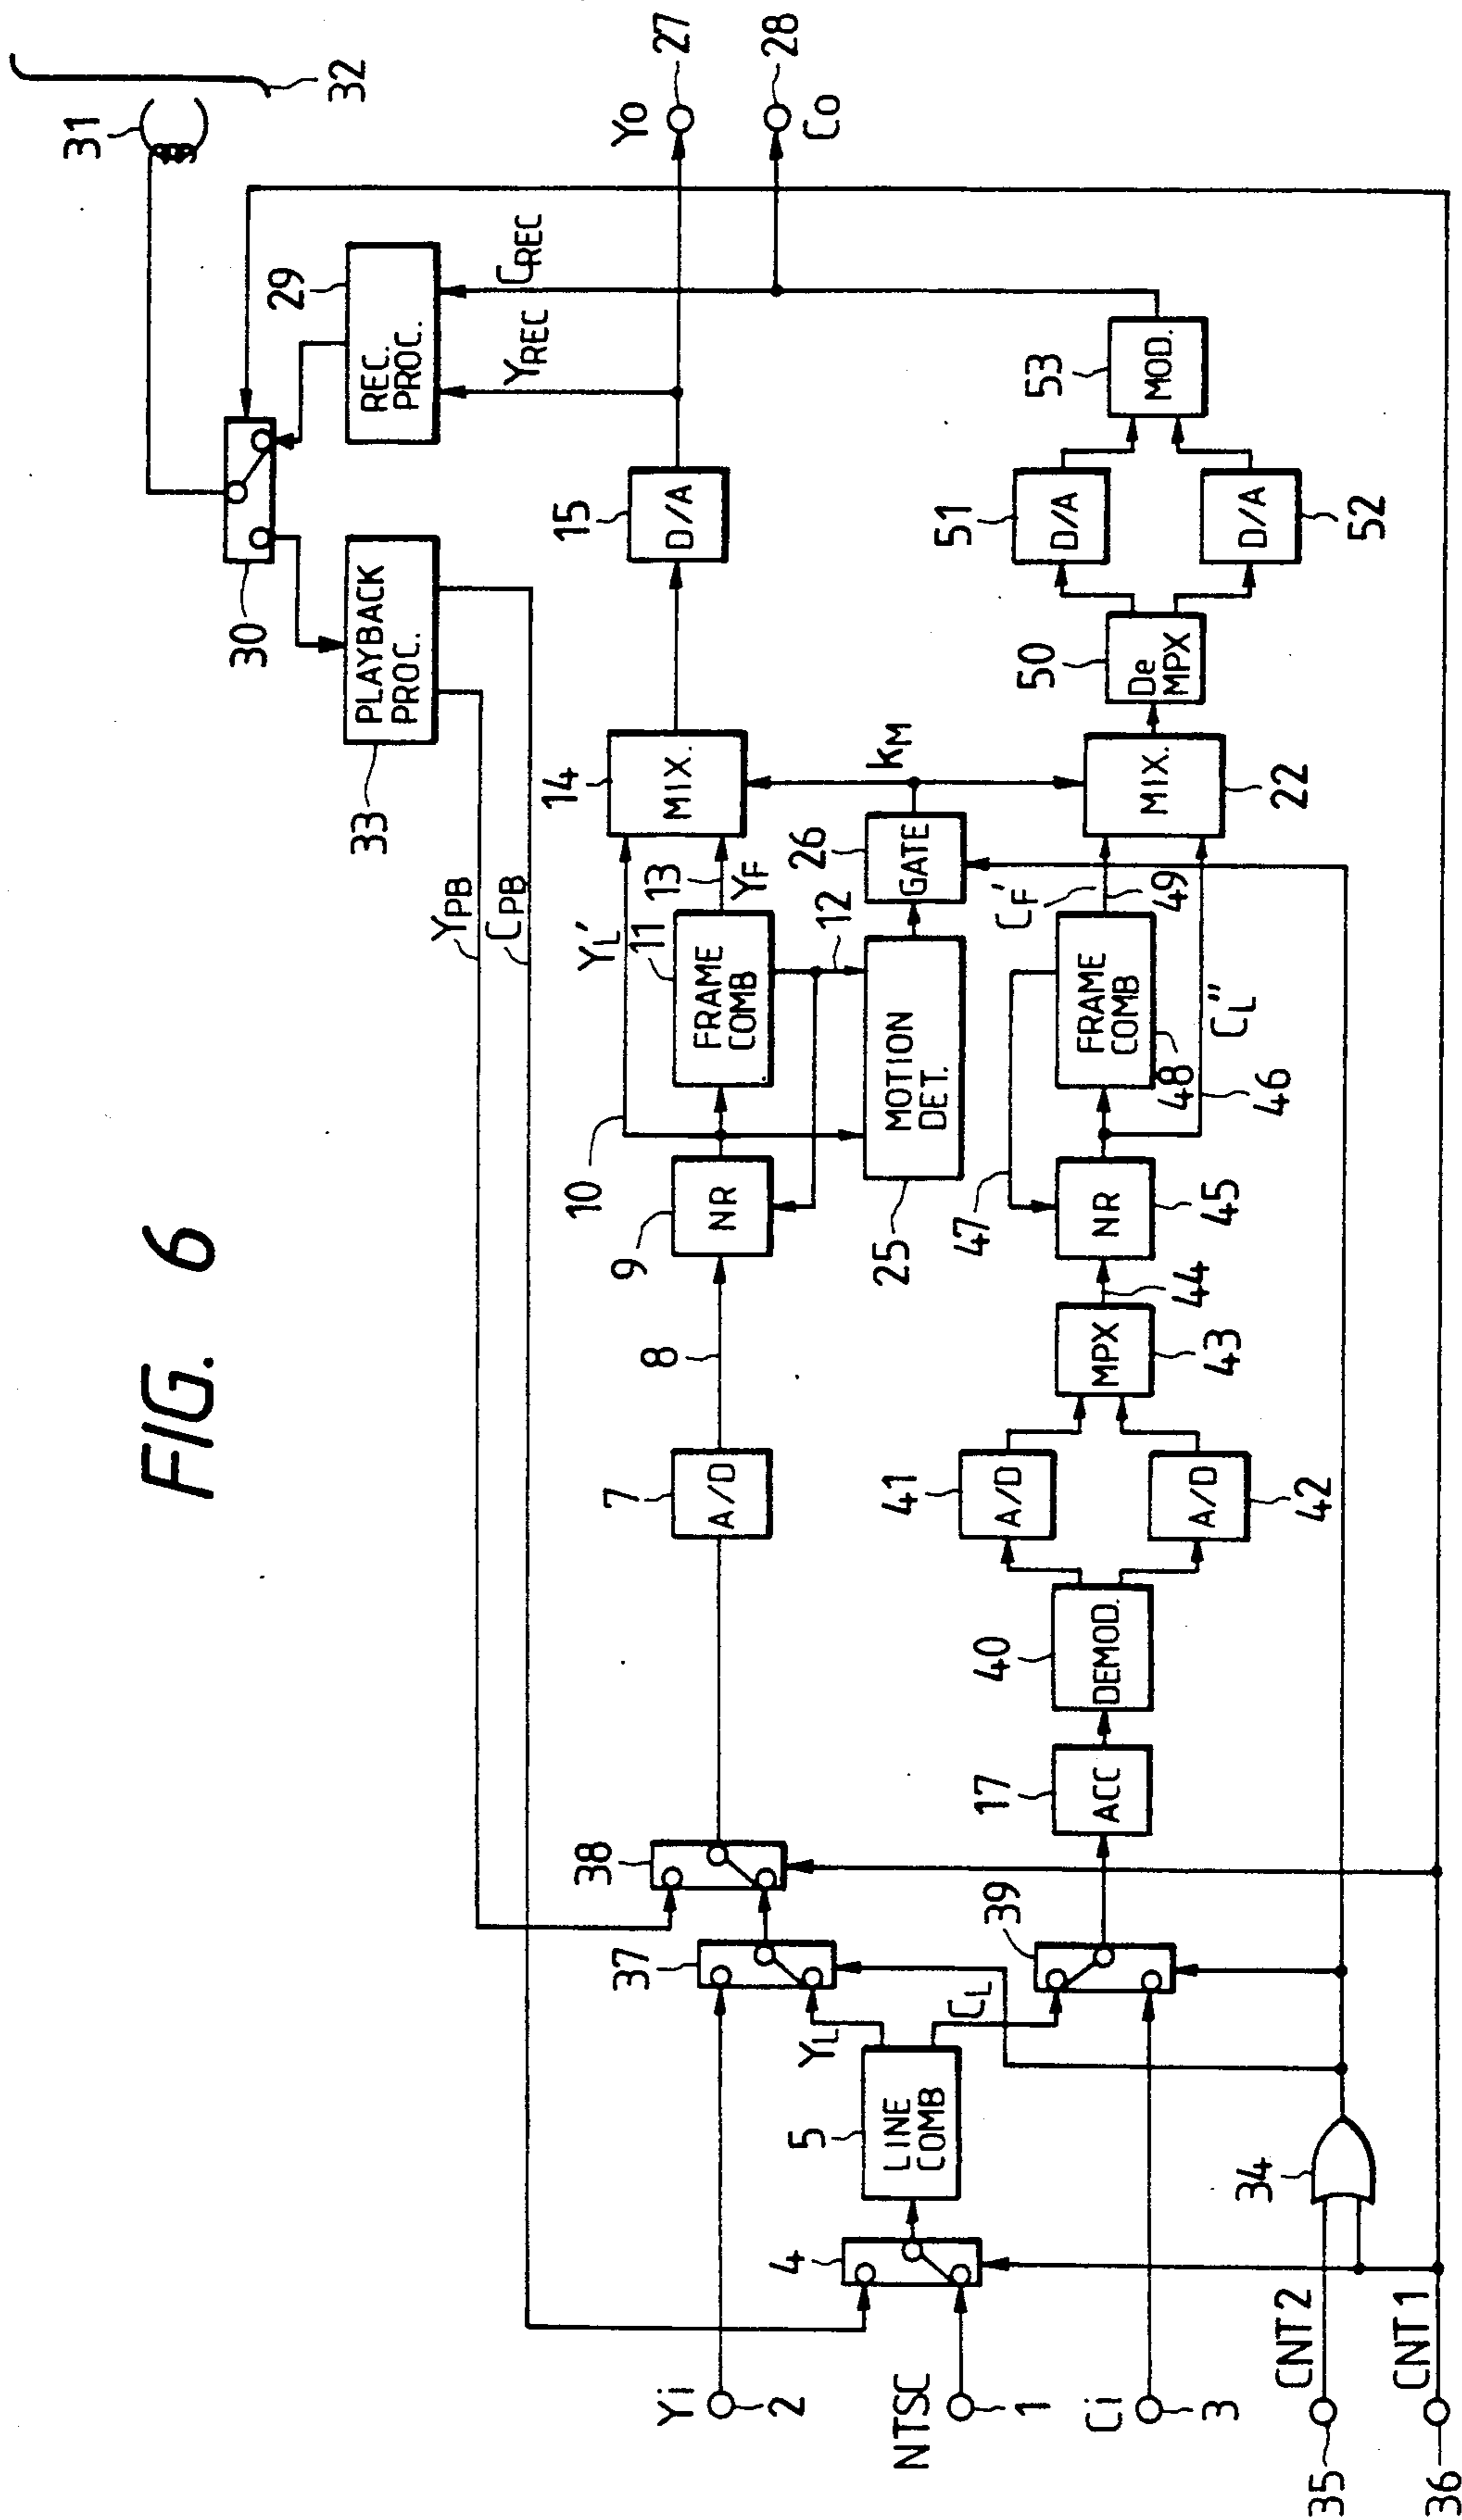 FIG. 6
31
32
27
28
YO
CO
29
REC.
PROC.
CREC
YREC
30
PLAYBACK
PROC.
33
YPB
CPB
15
D/A
14
MIX.
KM
YL'
13
YF
11
FRAME
COMB
12
26
GATE
10
9
NR
MOTION
DET.
25
8
7
A/D
38
37
YL
CL
5
LINE
COMB
4
Yi
2
NTSC
1
Ci
3
CNT2
35
CNT1
36
34
39
17
ACC
40
DEMOD.
41
A/D
42
A/D
43
MPX
44
45
NR
47
46
48
FRAME
COMB
CF'
49
CL"
22
MIX.
50
De
MPX
51
D/A
52
D/A
53
MOD.